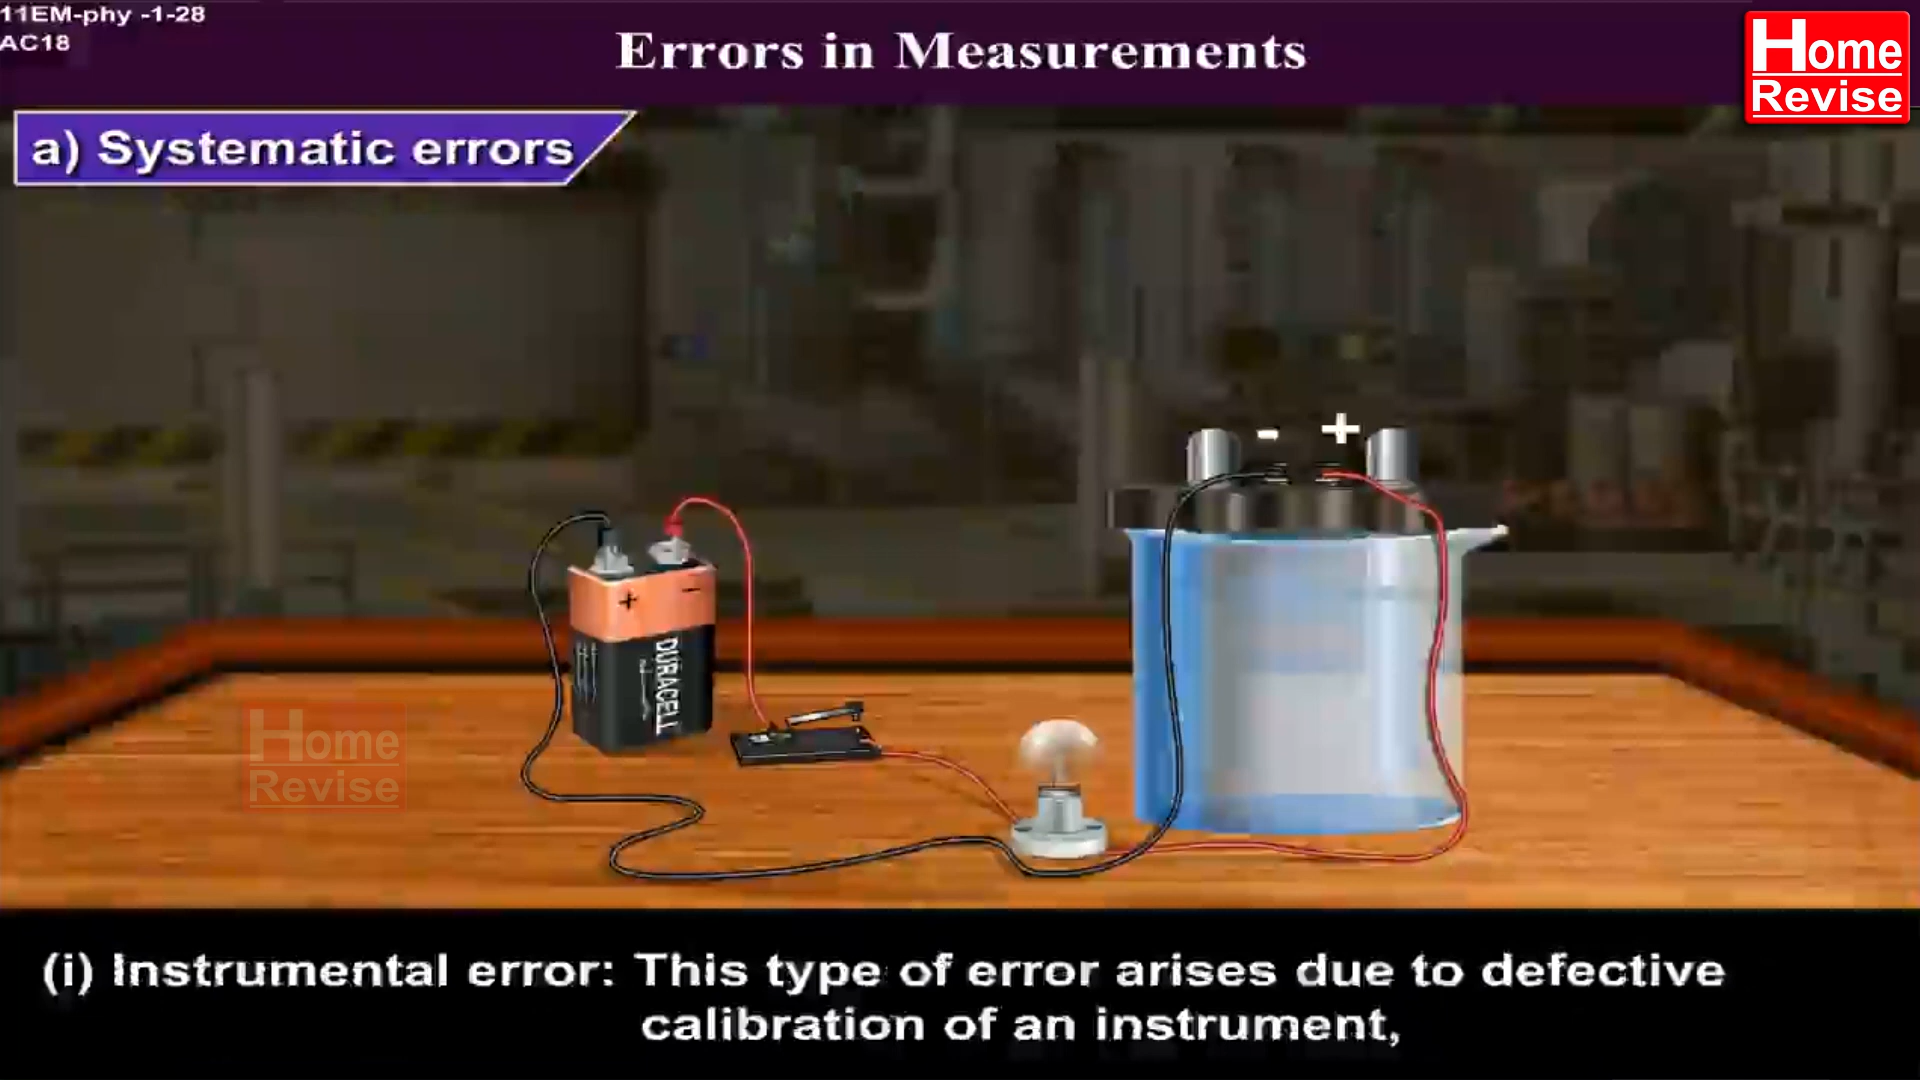 11EM-phy -1-28
AC18
Errors in Measurements
Home
Revise
a) Systematic errors
- +
+ -
DURACELL
Home
Revise
(i) Instrumental error: This type of error arises due to defective
calibration of an instrument,